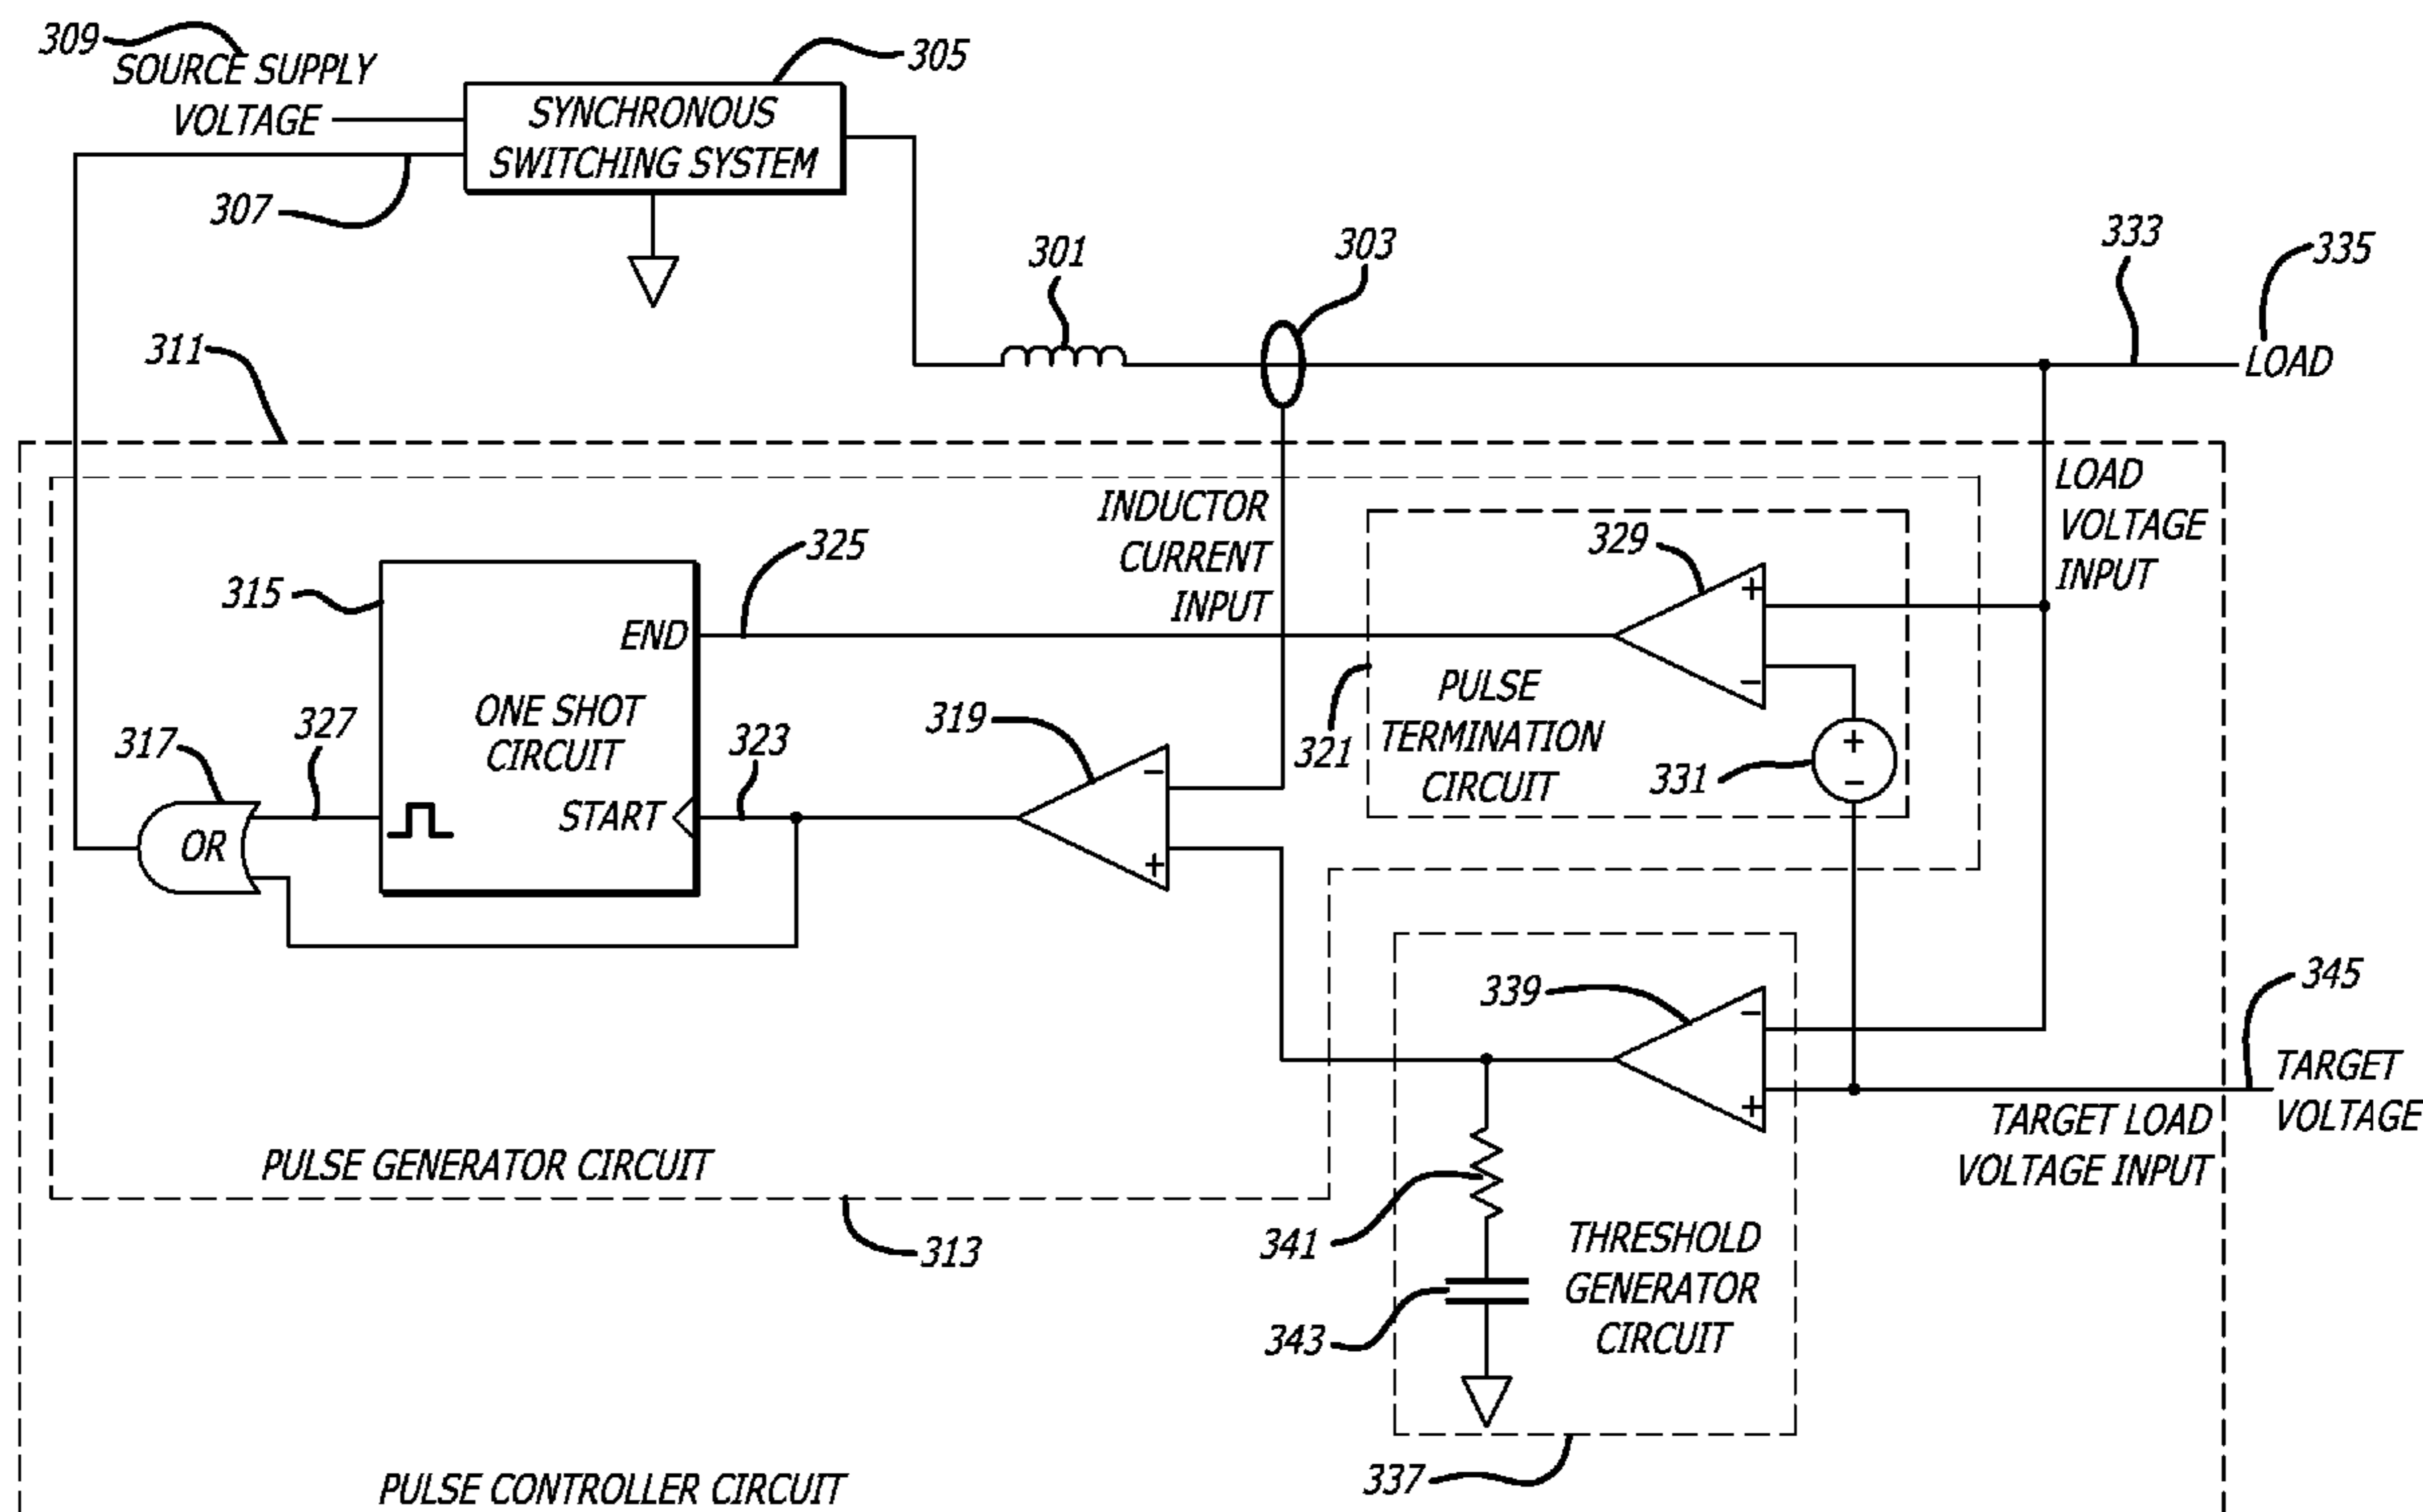 309
SOURCE SUPPLY
VOLTAGE
305
SYNCHRONOUS
SWITCHING SYSTEM
307
301
303
333
335
LOAD
311
LOAD
VOLTAGE
INPUT
INDUCTOR
CURRENT
INPUT
325
329
+
−
315
END
ONE SHOT
CIRCUIT
START
PULSE
TERMINATION
CIRCUIT
321
331
+
−
317
327
OR
323
319
−
+
339
−
+
345
TARGET
VOLTAGE
TARGET LOAD
VOLTAGE INPUT
PULSE GENERATOR CIRCUIT
313
341
343
THRESHOLD
GENERATOR
CIRCUIT
337
PULSE CONTROLLER CIRCUIT